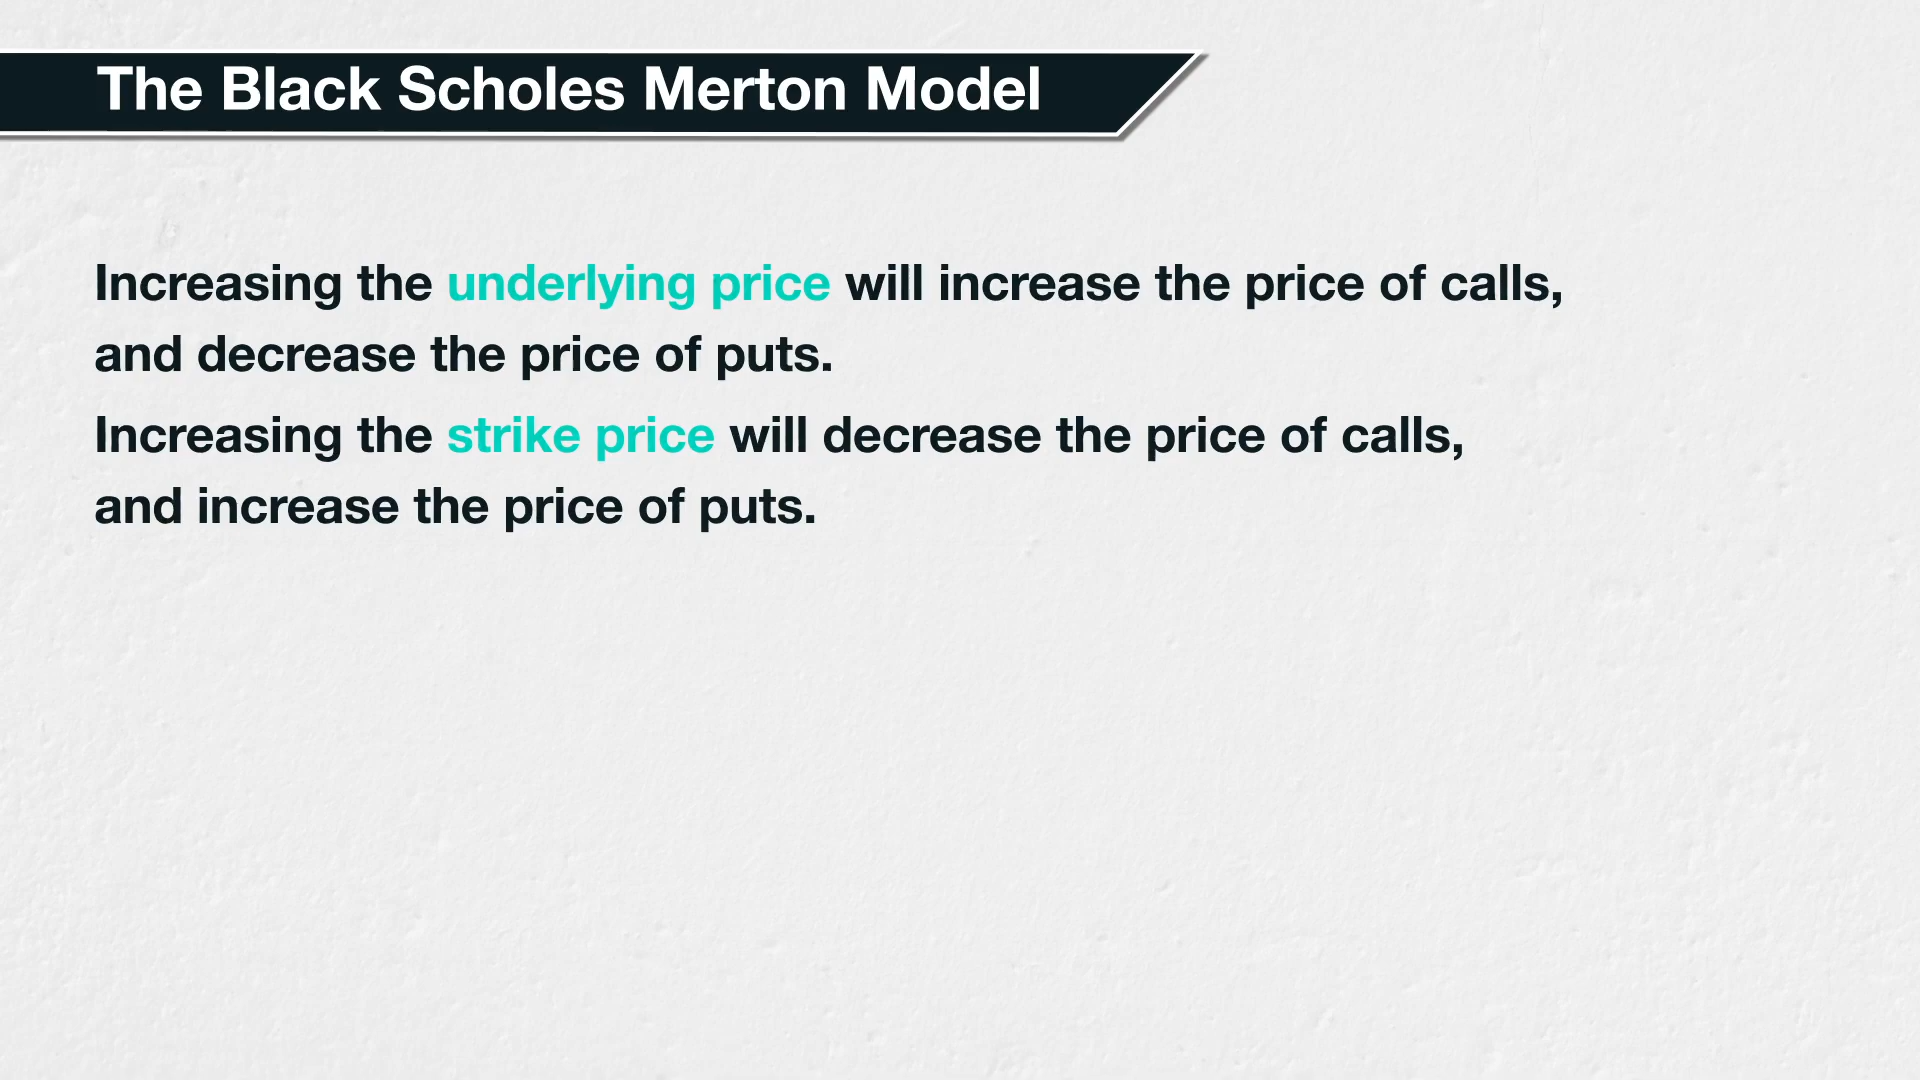 The Black Scholes Merton Model
Increasing the underlying price will increase the price of calls,
and decrease the price of puts.
Increasing the strike price will decrease the price of calls,
and increase the price of puts.